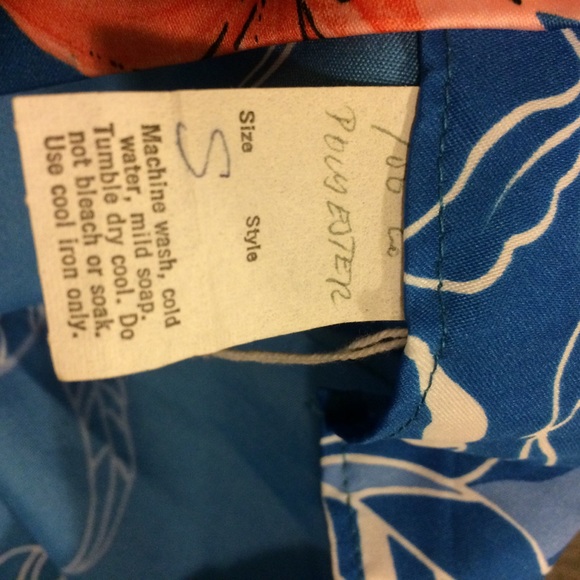 100 %
POLYESTER
Size Style
S
Machine wash, cold
water, mild soap.
Tumble dry cool. Do
not bleach or soak.
Use cool iron only.